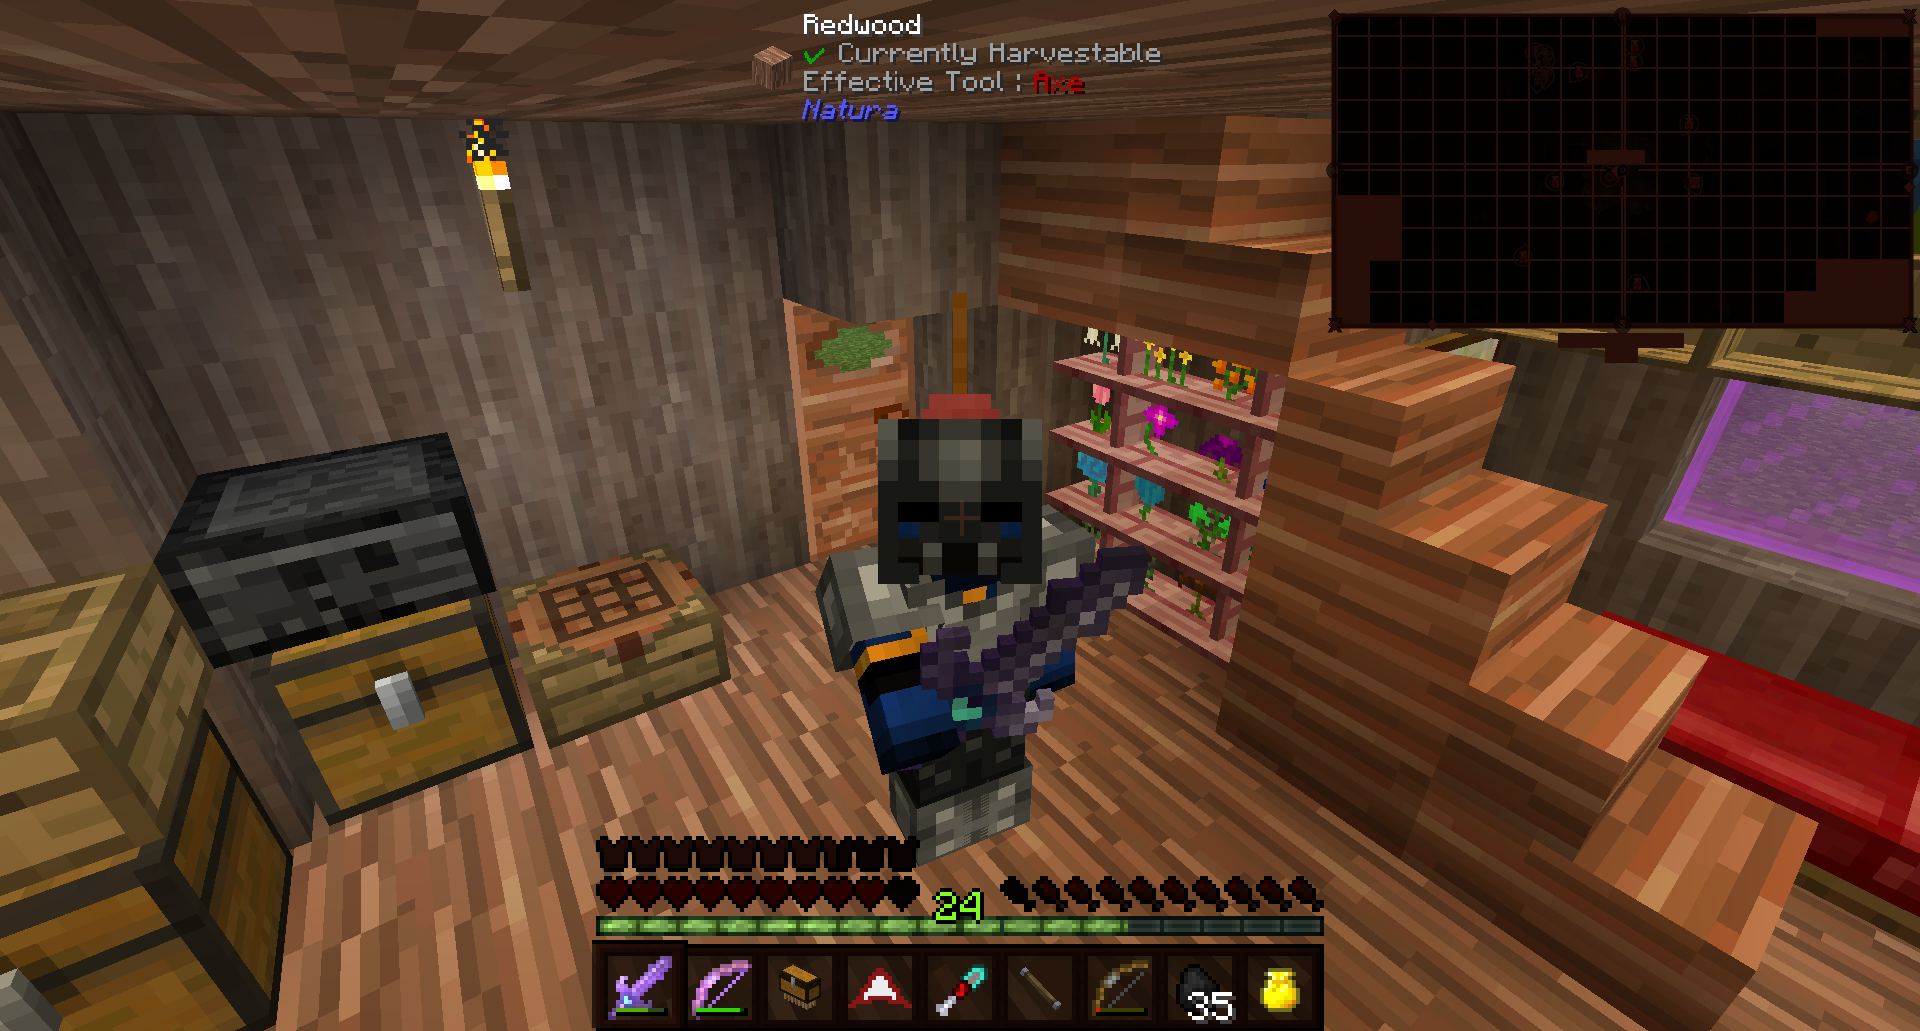 Redwood
✔ Currently Harvestable
Effective Tool : Axe
Natura
24
35